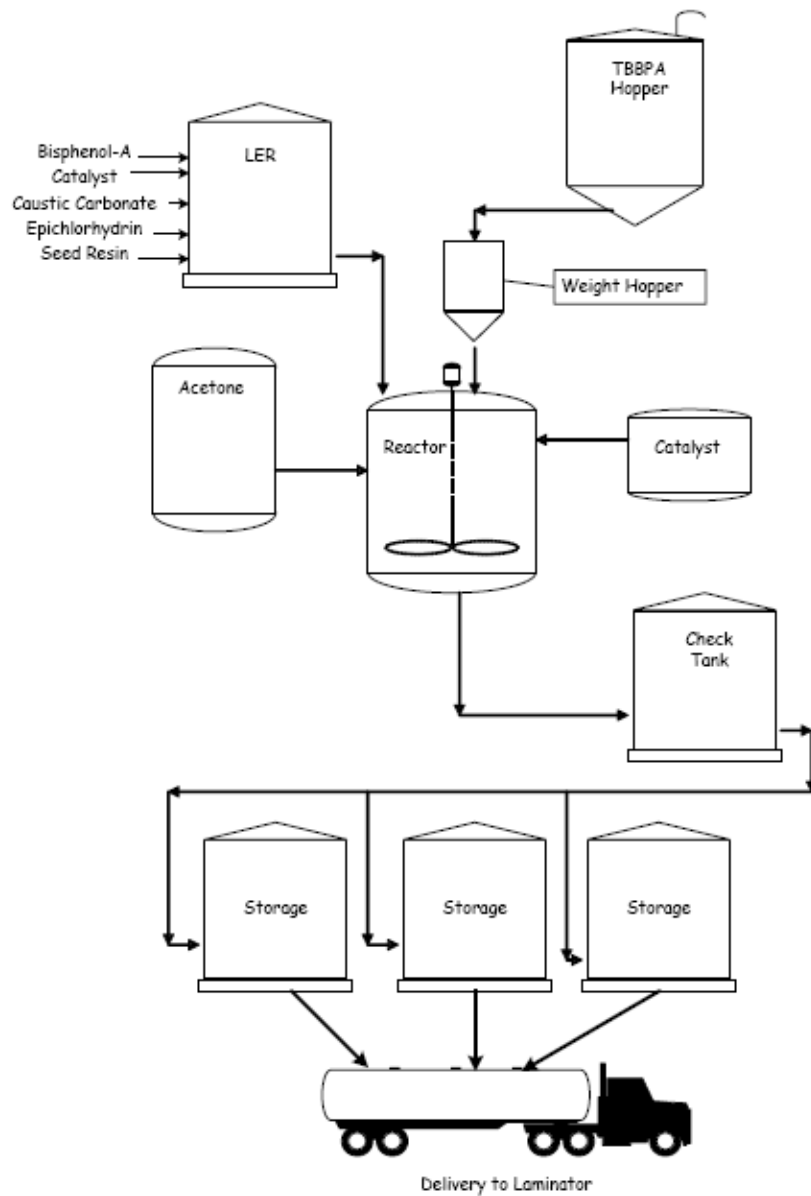 TBBPA
Hopper
LER
Bisphenol-A
Catalyst
Caustic Carbonate
Epichlorhydrin
Seed Resin
Weight Hopper
Acetone
Reactor
Catalyst
Check
Tank
Storage
Storage
Storage
Delivery to Laminator